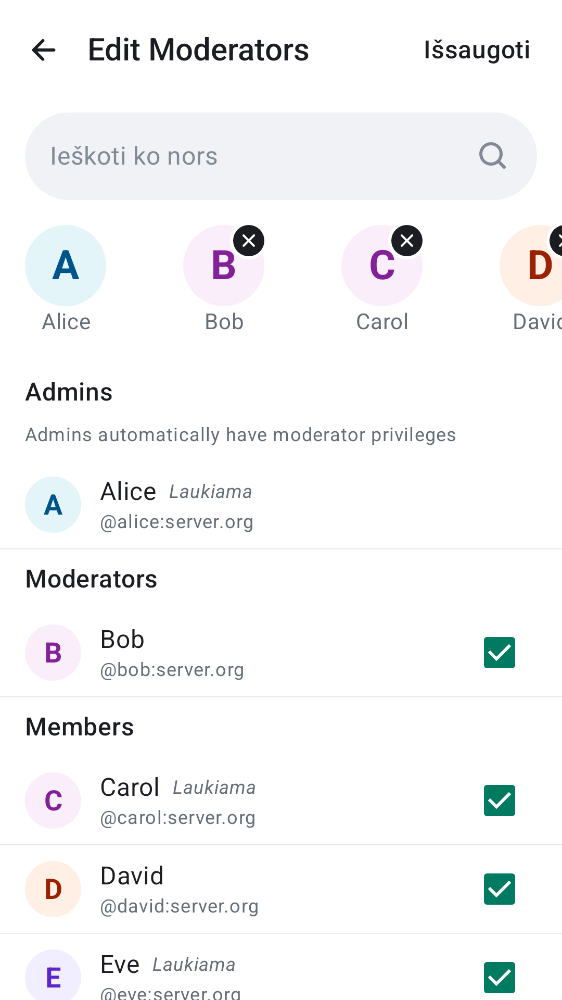 Edit Moderators Išsaugoti
Ieškoti ko nors
A B C D
Alice Bob Carol
Admins
Admins automatically have moderator privileges
A Alice Laukiama
@alice:server.org
Moderators
B Bob
@bob:server.org
Members
C Carol Laukiama
@carol:server.org
D David
@david:server.org
E Eve Laukiama
@eve:server.org